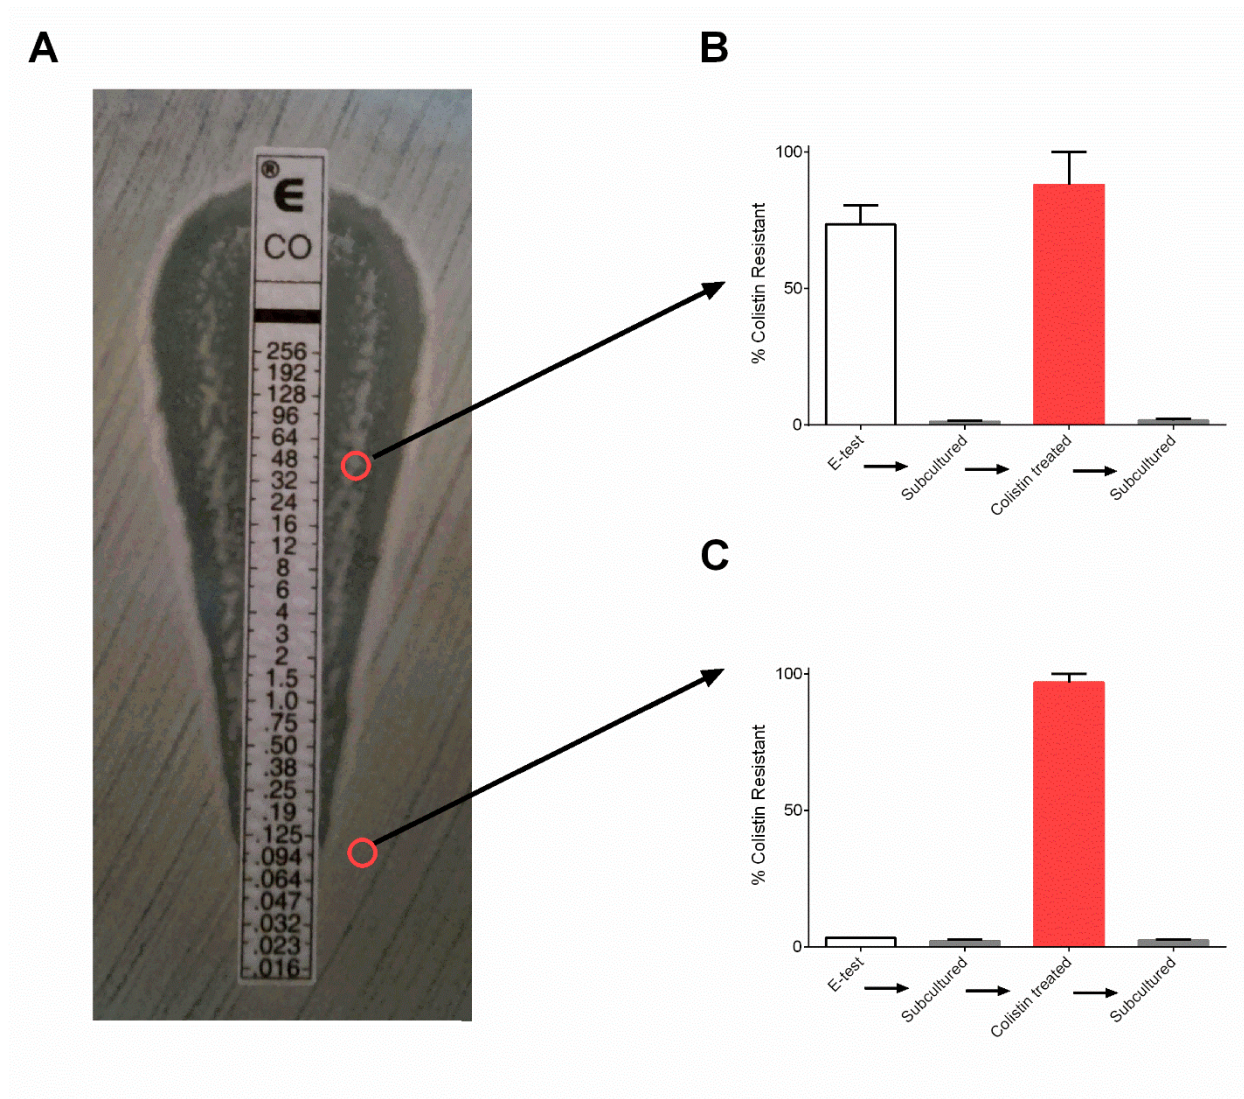 A
®
E
CO
256
192
128
96
64
48
32
24
16
12
8
6
4
3
2
1.5
1.0
.75
.50
.38
.25
.19
.125
.094
.064
.047
.032
.023
.016
B
% Colistin Resistant
100
50
0
E-test
Subcultured
Colistin treated
Subcultured
C
% Colistin Resistant
100
50
0
E-test
Subcultured
Colistin treated
Subcultured